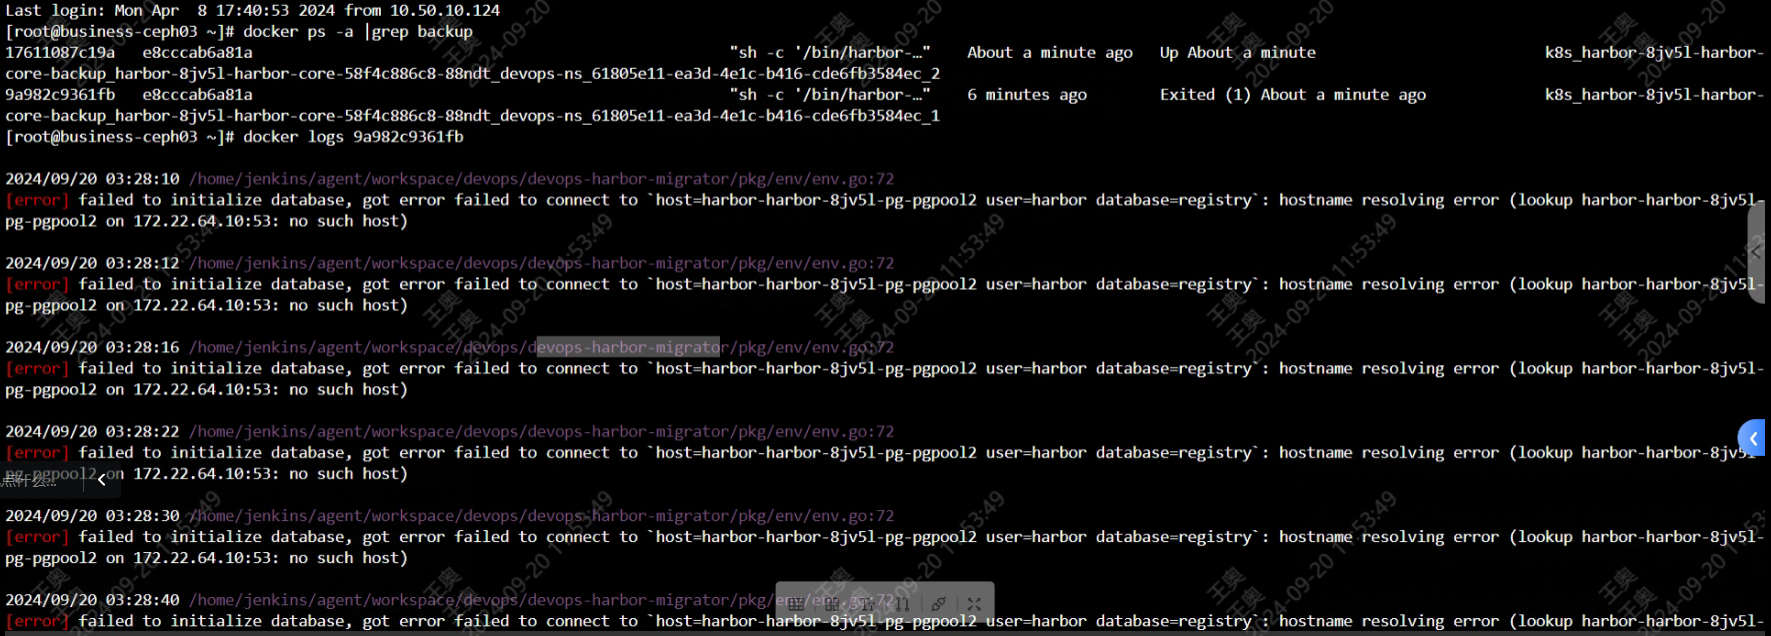 Last login: Mon Apr  8 17:40:53 2024 from 10.50.10.124
[root@business-ceph03 ~]# docker ps -a |grep backup
17611087c19a   e8cccab6a81a   "sh -c '/bin/harbor-…"   About a minute ago   Up About a minute   k8s_harbor-8jv5l-harbor-
core-backup_harbor-8jv5l-harbor-core-58f4c886c8-88ndt_devops-ns_61805e11-ea3d-4e1c-b416-cde6fb3584ec_2
9a982c9361fb   e8cccab6a81a   "sh -c '/bin/harbor-…"   6 minutes ago   Exited (1) About a minute ago   k8s_harbor-8jv5l-harbor-
core-backup_harbor-8jv5l-harbor-core-58f4c886c8-88ndt_devops-ns_61805e11-ea3d-4e1c-b416-cde6fb3584ec_1
[root@business-ceph03 ~]# docker logs 9a982c9361fb
2024/09/20 03:28:10 /home/jenkins/agent/workspace/devops/devops-harbor-migrator/pkg/env/env.go:72
[error] failed to initialize database, got error failed to connect to `host=harbor-harbor-8jv5l-pg-pgpool2 user=harbor database=registry`: hostname resolving error (lookup harbor-harbor-8jv5l-
pg-pgpool2 on 172.22.64.10:53: no such host)
2024/09/20 03:28:12 /home/jenkins/agent/workspace/devops/devops-harbor-migrator/pkg/env/env.go:72
[error] failed to initialize database, got error failed to connect to `host=harbor-harbor-8jv5l-pg-pgpool2 user=harbor database=registry`: hostname resolving error (lookup harbor-harbor-8jv5l-
pg-pgpool2 on 172.22.64.10:53: no such host)
2024/09/20 03:28:16 /home/jenkins/agent/workspace/devops/devops-harbor-migrator/pkg/env/env.go:72
[error] failed to initialize database, got error failed to connect to `host=harbor-harbor-8jv5l-pg-pgpool2 user=harbor database=registry`: hostname resolving error (lookup harbor-harbor-8jv5l-
pg-pgpool2 on 172.22.64.10:53: no such host)
2024/09/20 03:28:22 /home/jenkins/agent/workspace/devops/devops-harbor-migrator/pkg/env/env.go:72
[error] failed to initialize database, got error failed to connect to `host=harbor-harbor-8jv5l-pg-pgpool2 user=harbor database=registry`: hostname resolving error (lookup harbor-harbor-8jv5l-
pg-pgpool2 on 172.22.64.10:53: no such host)
2024/09/20 03:28:30 /home/jenkins/agent/workspace/devops/devops-harbor-migrator/pkg/env/env.go:72
[error] failed to initialize database, got error failed to connect to `host=harbor-harbor-8jv5l-pg-pgpool2 user=harbor database=registry`: hostname resolving error (lookup harbor-harbor-8jv5l-
pg-pgpool2 on 172.22.64.10:53: no such host)
2024/09/20 03:28:40 /home/jenkins/agent/workspace/devops/devops-harbor-migrator/pkg/env/env.go:72
[error] failed to initialize database, got error failed to connect to `host=harbor-harbor-8jv5l-pg-pgpool2 user=harbor database=registry`: hostname resolving error (lookup harbor-harbor-8jv5l-
王奥
王奥
2024-09-20 11:53:49